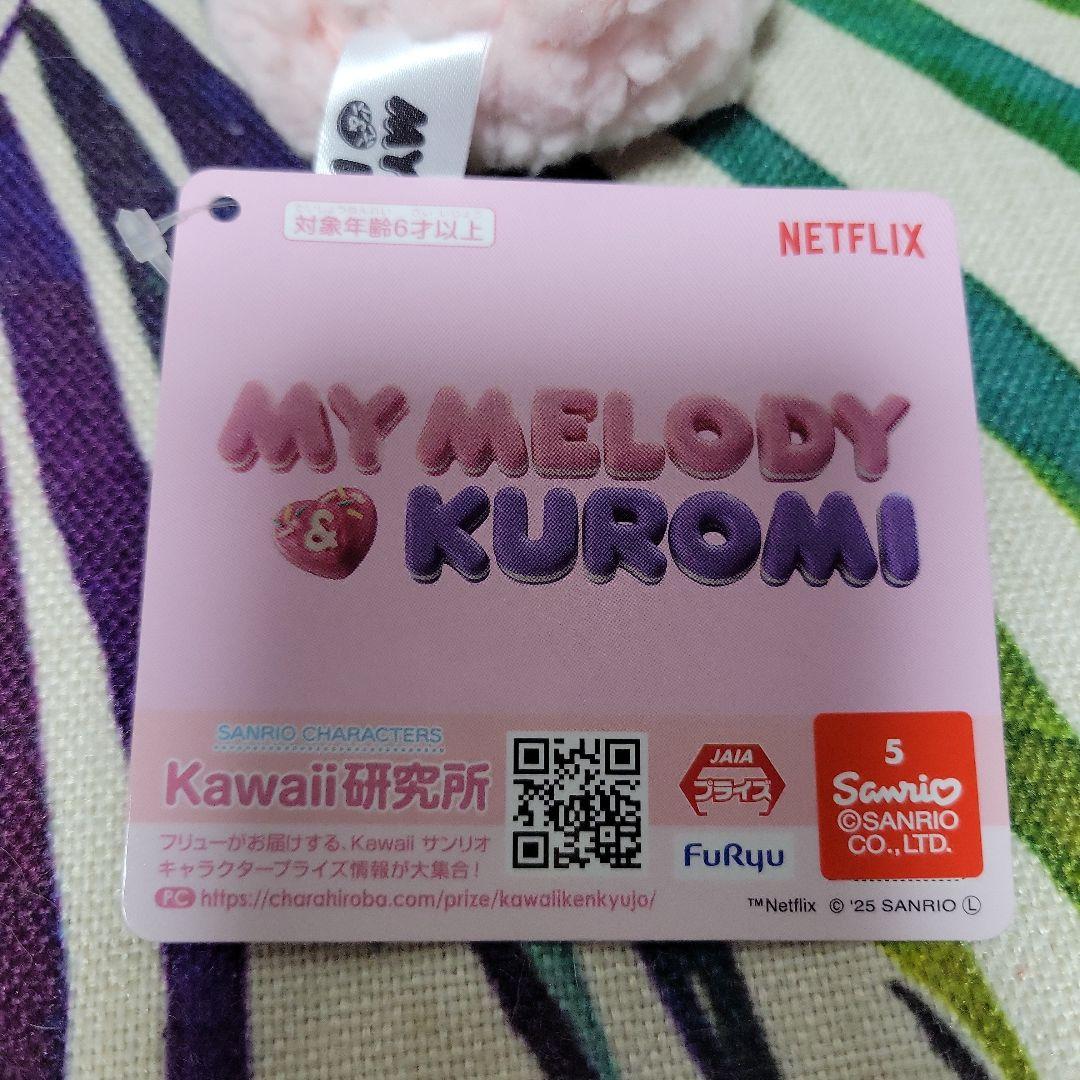 MY
対象年齢6才以上
NETFLIX
MY MELODY
& KUROMI
SANRIO CHARACTERS
Kawaii研究所
フリューがお届けする、Kawaii サンリオ
キャラクタープライズ情報が大集合!
PC https://charahiroba.com/prize/kawaiikenkyujo/
JAIA
プライズ
FuRyu
5
Sanrio
©SANRIO
CO., LTD.
™Netflix © '25 SANRIO Ⓛ